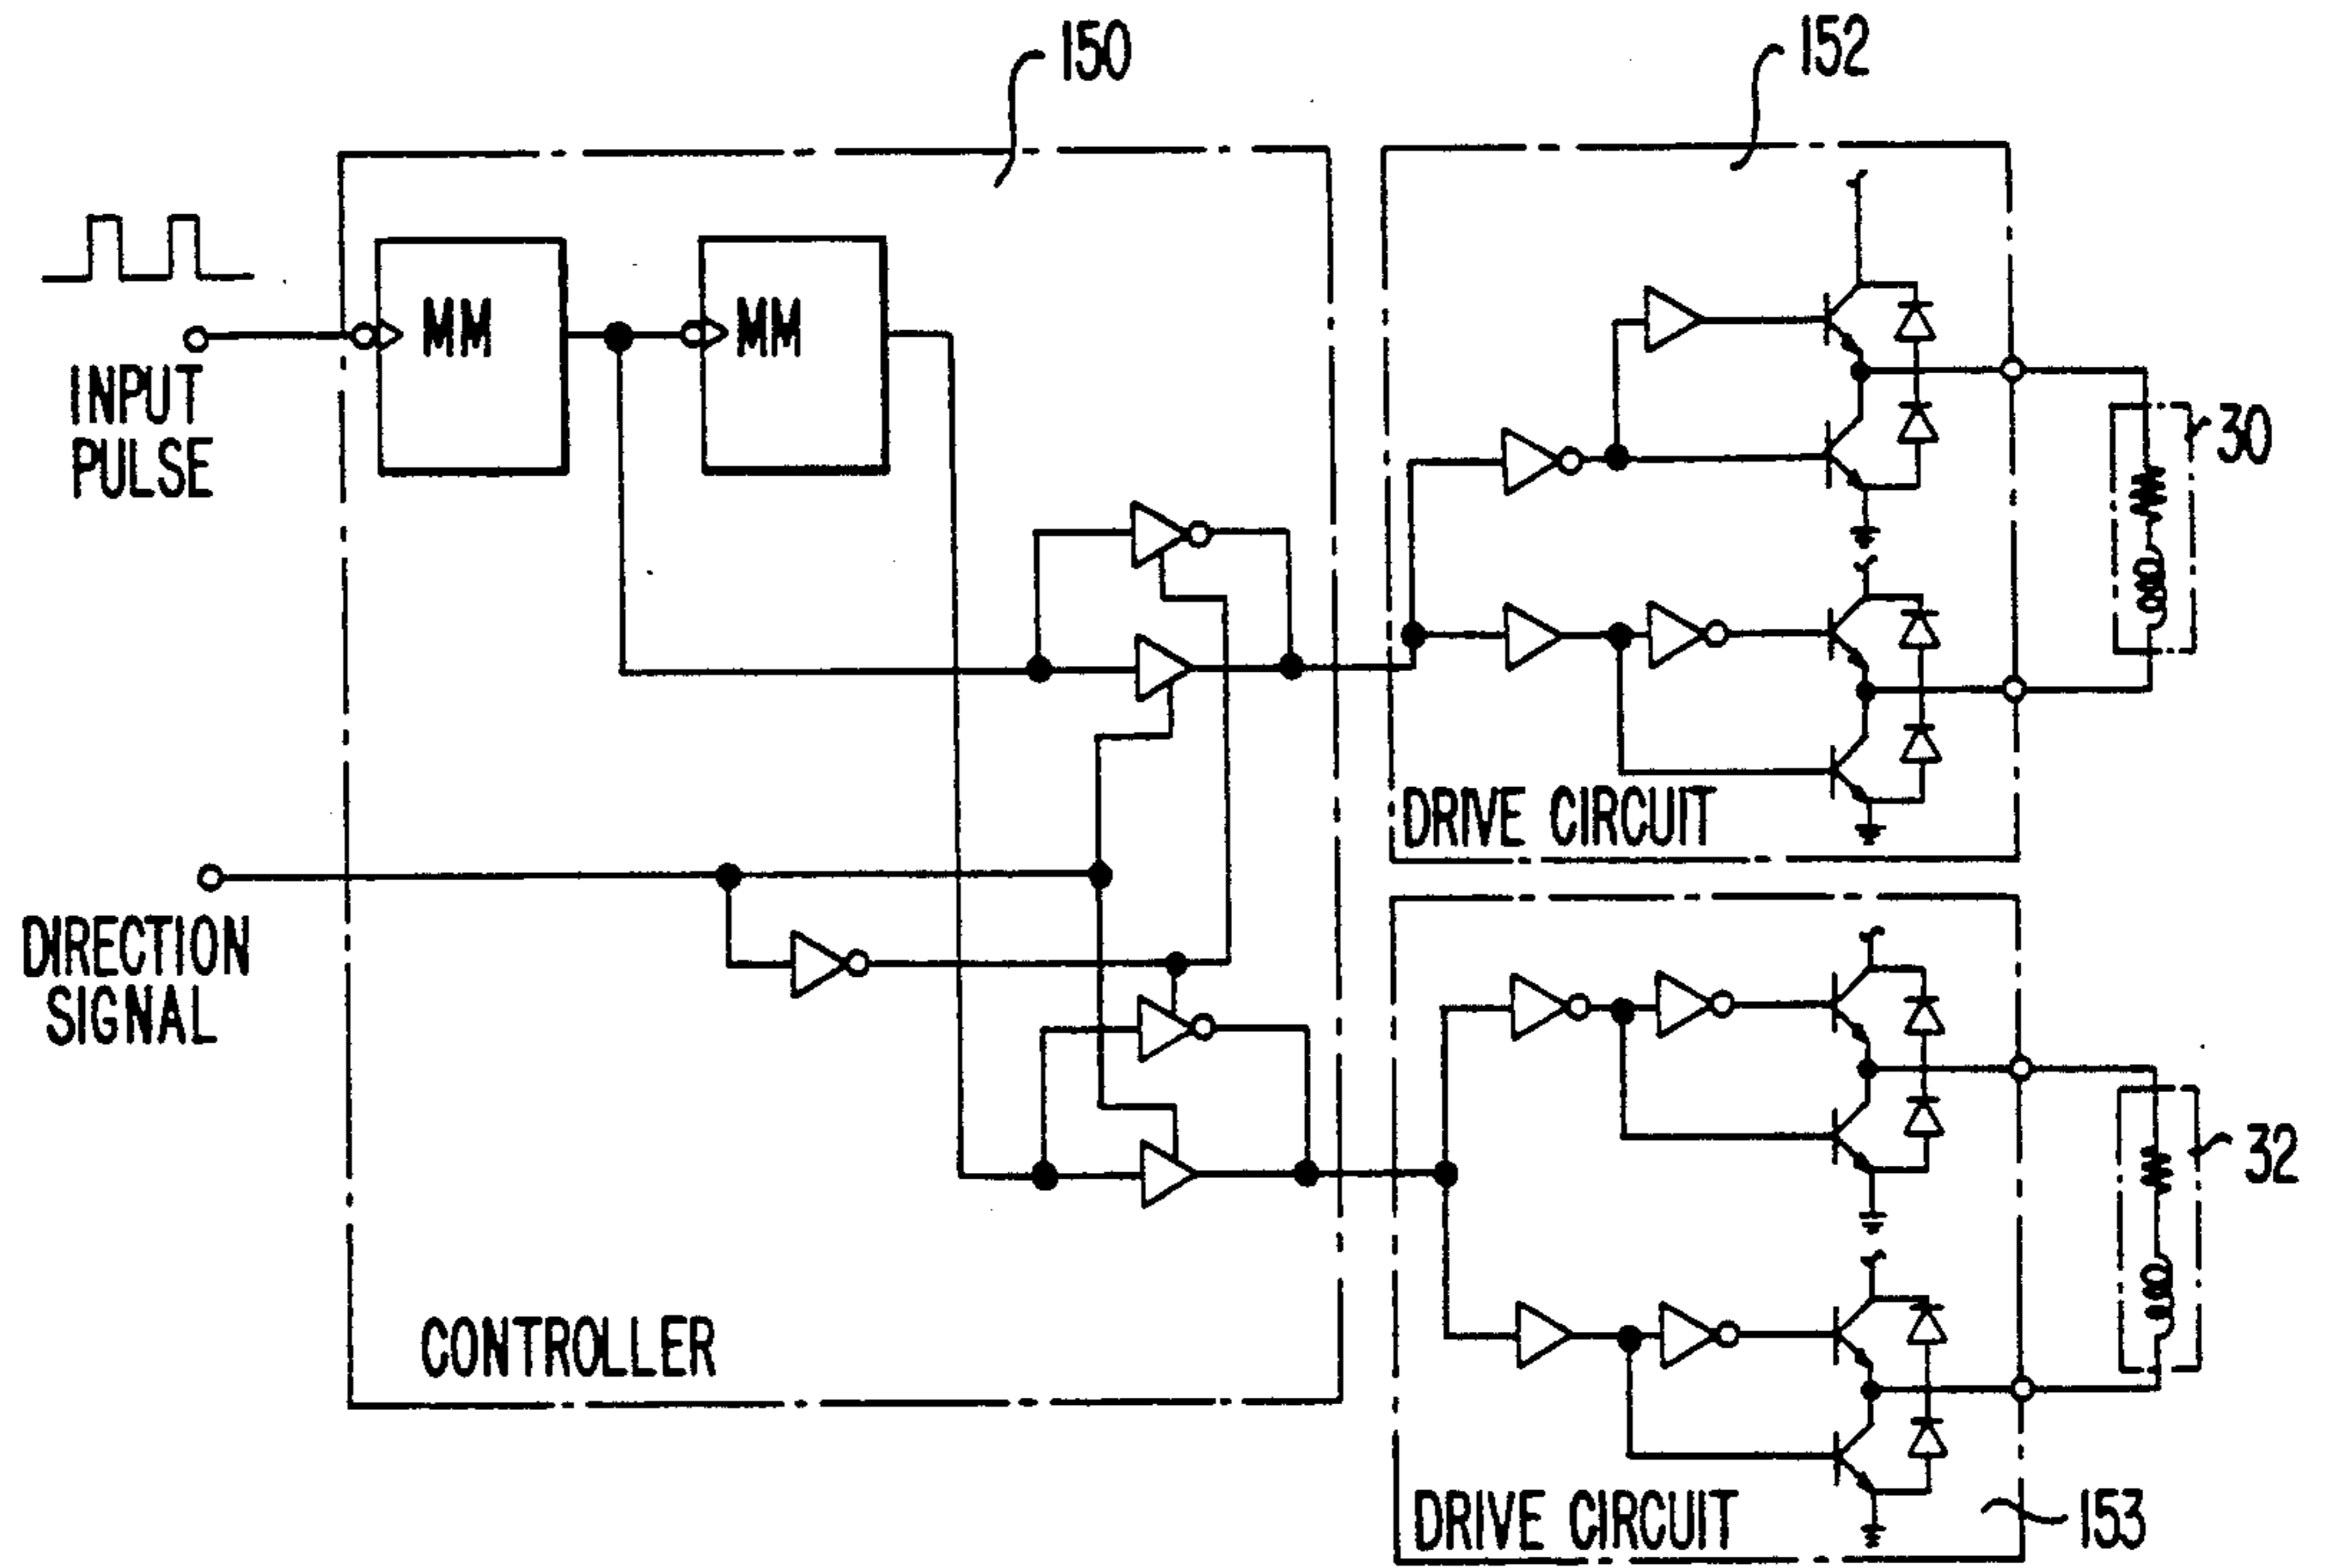 150
152
MM
MM
INPUT
PULSE
30
DRIVE CIRCUIT
DIRECTION
SIGNAL
32
CONTROLLER
DRIVE CIRCUIT
153